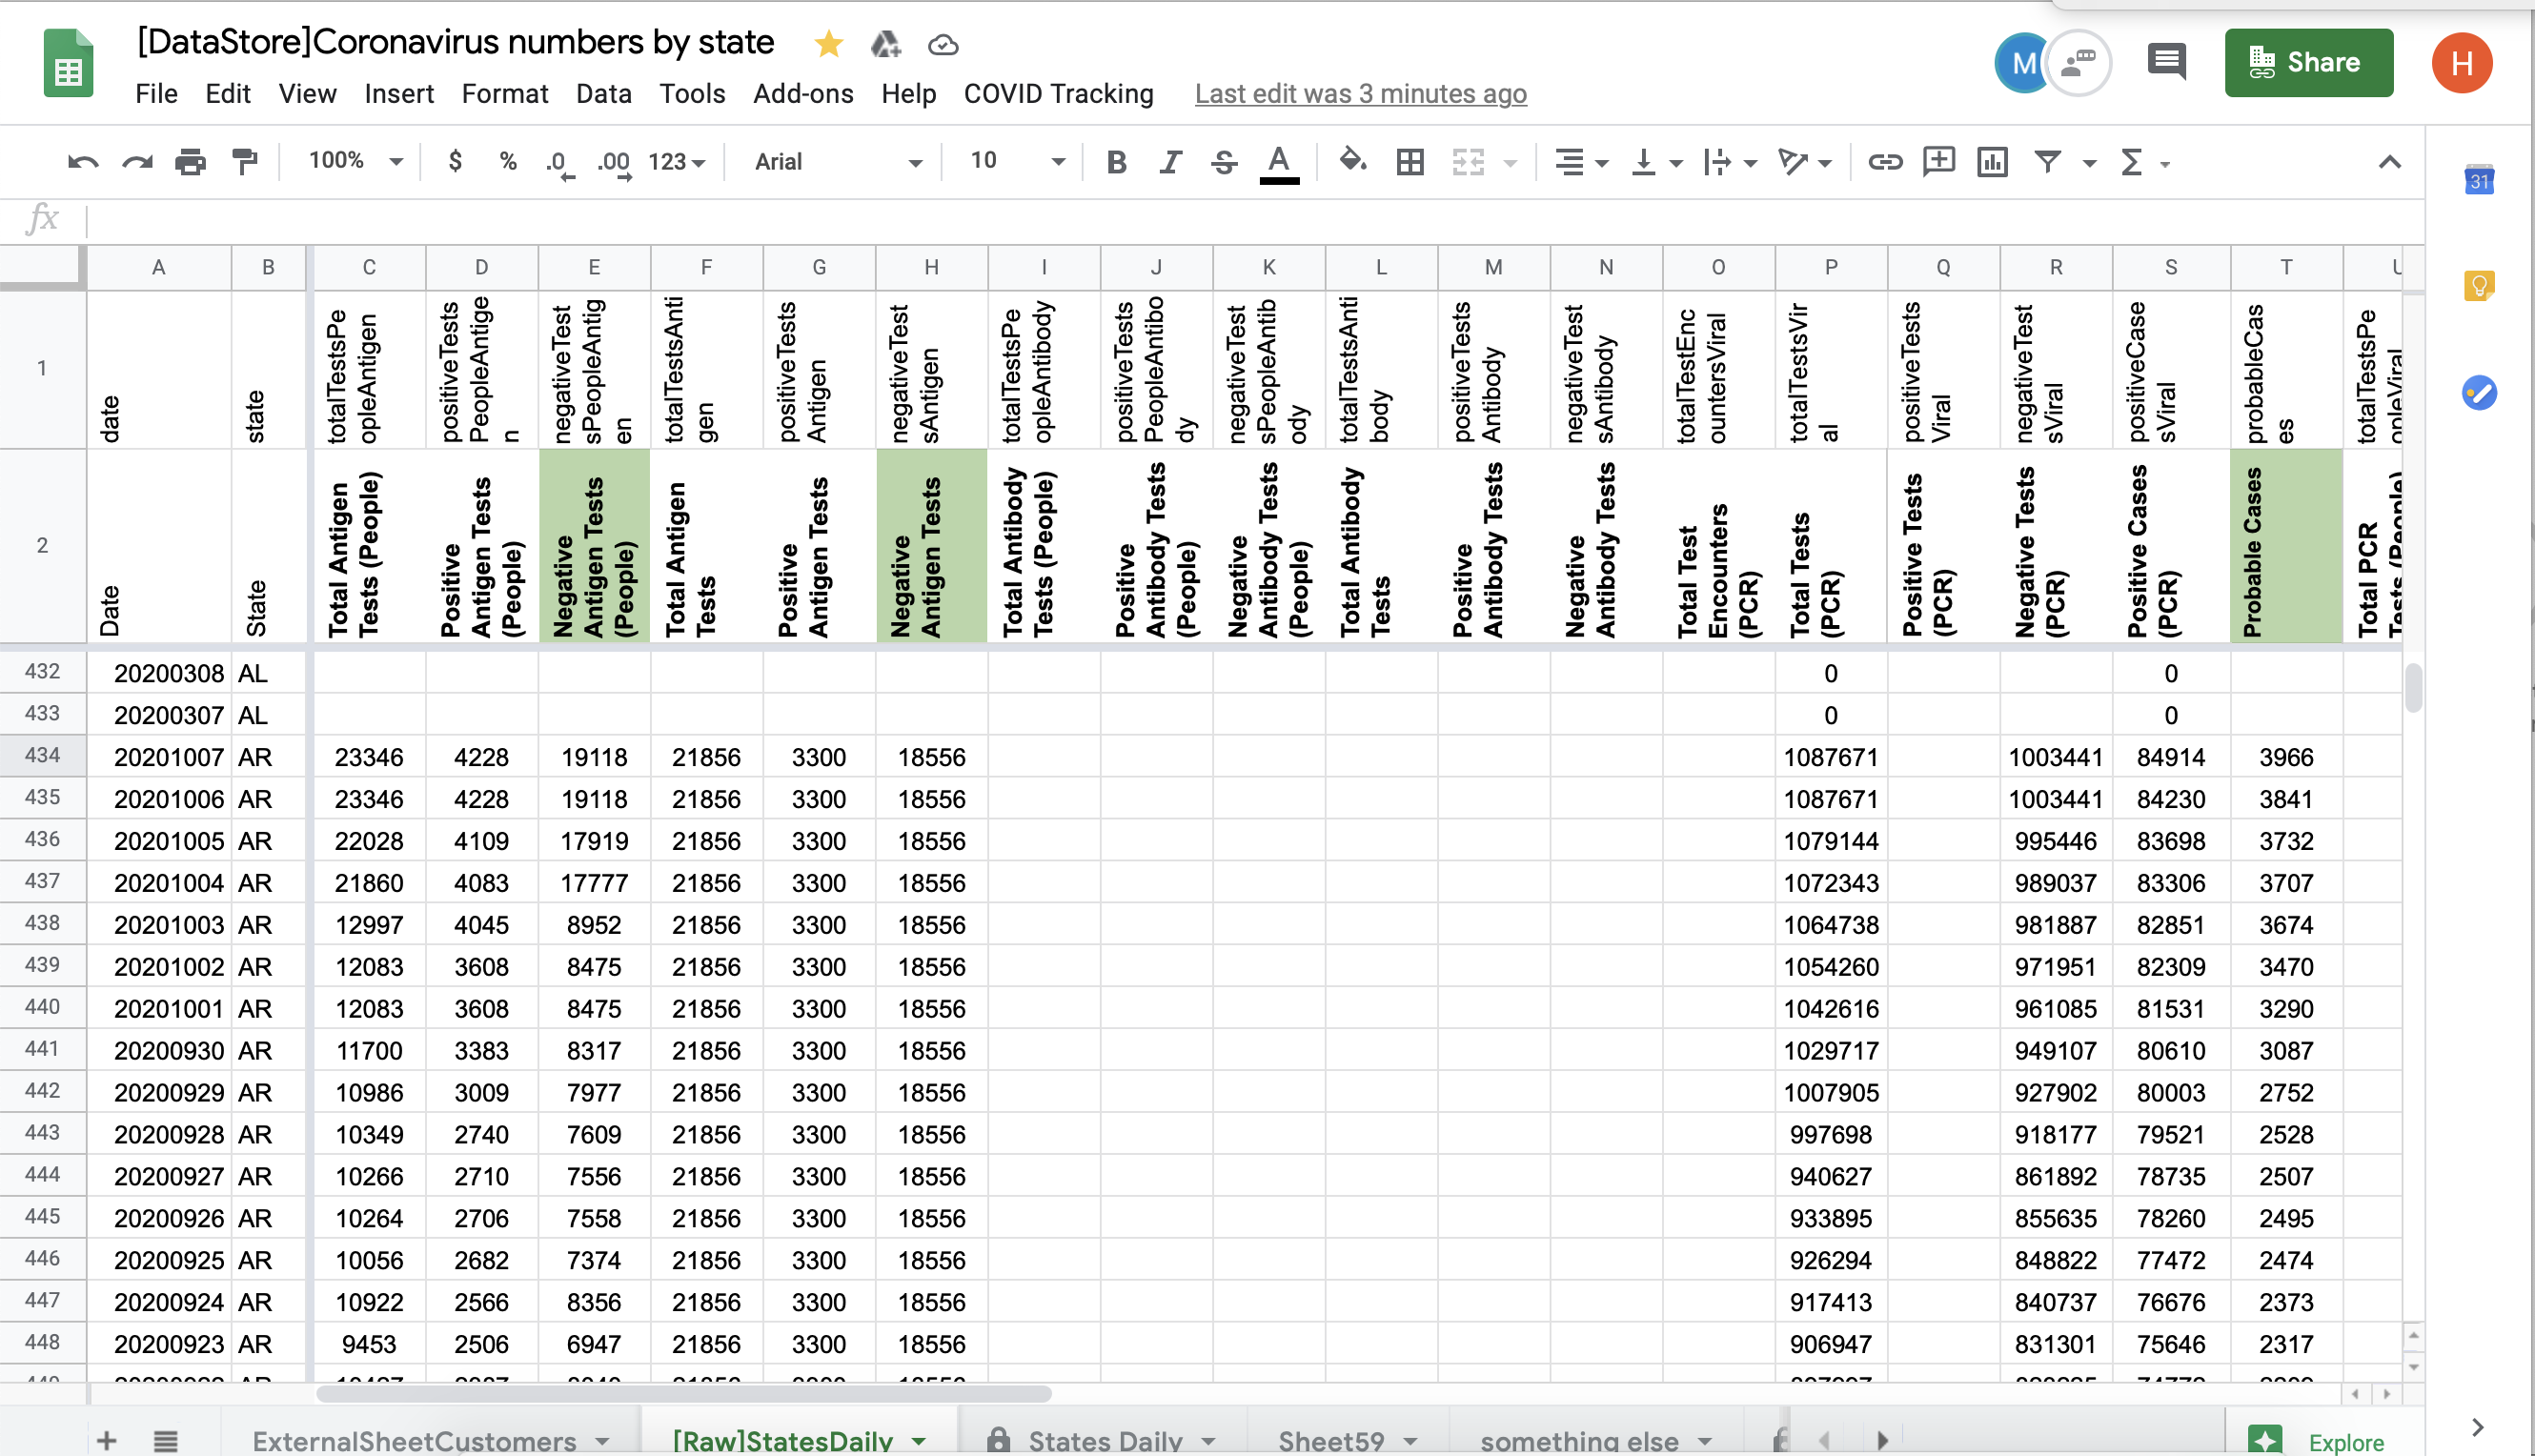 [DataStore]Coronavirus numbers by state
M
Share
H
File Edit View Insert Format Data Tools Add-ons Help COVID Tracking Last edit was 3 minutes ago
100% $ % .0 .00 123 Arial 10 B I S A Σ
31
fx
A B C D E F G H I J K L M N O P Q R S T U
1 date state totalTestsPeopleAntigen positiveTestsPeopleAntigen negativeTestsPeopleAntigen totalTestsAntigen positiveTestsAntigen negativeTestsAntigen totalTestsPeopleAntibody positiveTestsPeopleAntibody negativeTestsPeopleAntibody totalTestsAntibody positiveTestsAntibody negativeTestsAntibody totalTestEncountersViral totalTestsViral positiveTestsViral negativeTestsViral positiveCasesViral probableCases totalTestsPeopleViral
2 Date State Total Antigen Tests (People) Positive Antigen Tests (People) Negative Antigen Tests (People) Total Antigen Tests Positive Antigen Tests Negative Antigen Tests Total Antibody Tests (People) Positive Antibody Tests (People) Negative Antibody Tests (People) Total Antibody Tests Positive Antibody Tests Negative Antibody Tests Total Test Encounters (PCR) Total Tests (PCR) Positive Tests (PCR) Negative Tests (PCR) Positive Cases (PCR) Probable Cases Total PCR Tests (People)
432 20200308 AL 0 0
433 20200307 AL 0 0
434 20201007 AR 23346 4228 19118 21856 3300 18556 1087671 1003441 84914 3966
435 20201006 AR 23346 4228 19118 21856 3300 18556 1087671 1003441 84230 3841
436 20201005 AR 22028 4109 17919 21856 3300 18556 1079144 995446 83698 3732
437 20201004 AR 21860 4083 17777 21856 3300 18556 1072343 989037 83306 3707
438 20201003 AR 12997 4045 8952 21856 3300 18556 1064738 981887 82851 3674
439 20201002 AR 12083 3608 8475 21856 3300 18556 1054260 971951 82309 3470
440 20201001 AR 12083 3608 8475 21856 3300 18556 1042616 961085 81531 3290
441 20200930 AR 11700 3383 8317 21856 3300 18556 1029717 949107 80610 3087
442 20200929 AR 10986 3009 7977 21856 3300 18556 1007905 927902 80003 2752
443 20200928 AR 10349 2740 7609 21856 3300 18556 997698 918177 79521 2528
444 20200927 AR 10266 2710 7556 21856 3300 18556 940627 861892 78735 2507
445 20200926 AR 10264 2706 7558 21856 3300 18556 933895 855635 78260 2495
446 20200925 AR 10056 2682 7374 21856 3300 18556 926294 848822 77472 2474
447 20200924 AR 10922 2566 8356 21856 3300 18556 917413 840737 76676 2373
448 20200923 AR 9453 2506 6947 21856 3300 18556 906947 831301 75646 2317
ExternalSheetCustomers [Raw]StatesDaily States Daily Sheet59 something else Explore